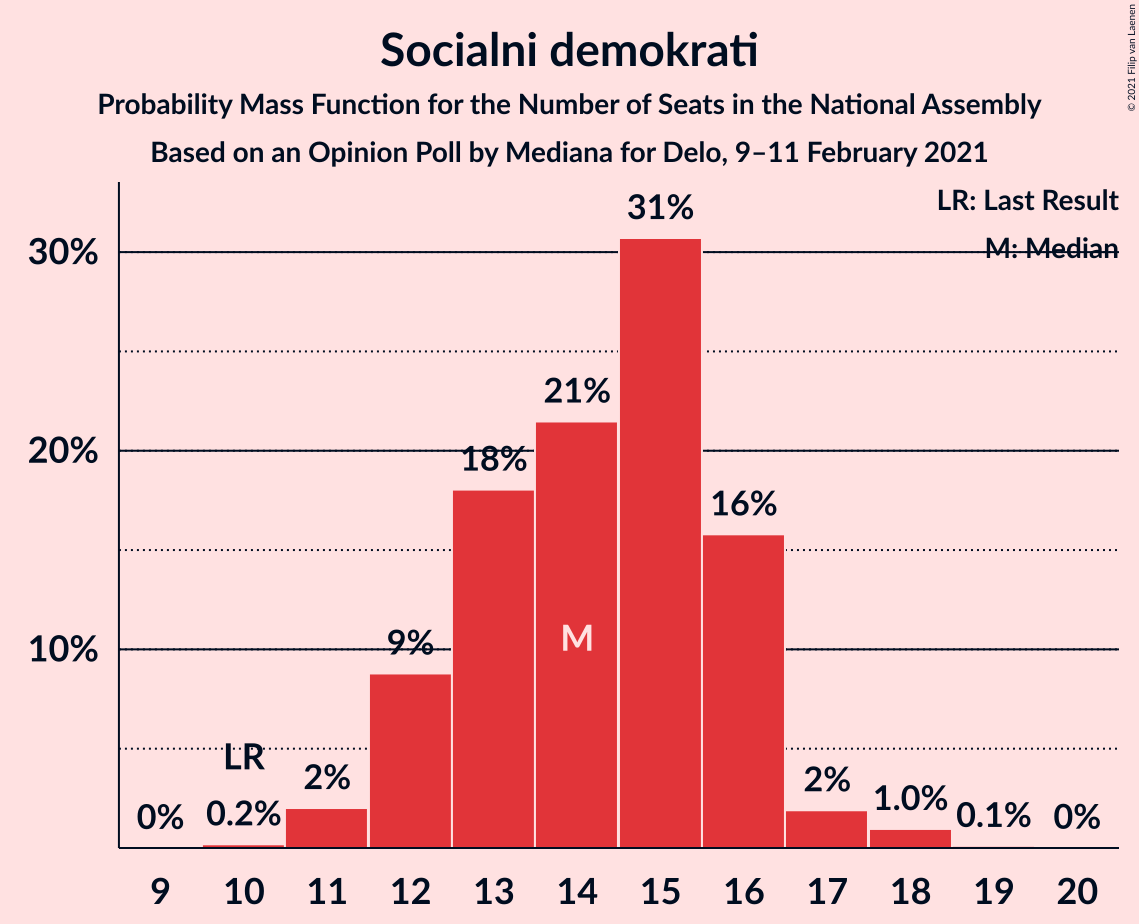 Socialni demokrati
Probability Mass Function for the Number of Seats in the National Assembly
Based on an Opinion Poll by Mediana for Delo, 9–11 February 2021
© 2021 Filip van Laenen
LR: Last Result
M: Median
30%
20%
10%
0%
LR
0.2%
2%
9%
18%
21%
M
31%
16%
2%
1.0%
0.1%
0%
9 10 11 12 13 14 15 16 17 18 19 20